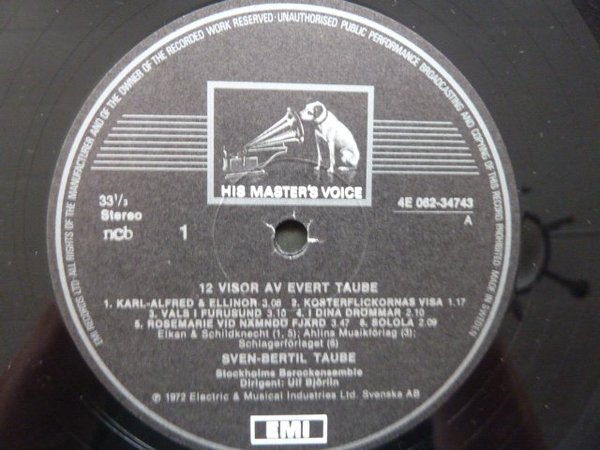 ALL RIGHTS OF THE MANUFACTURER AND OF THE OWNER OF THE RECORDED WORK RESERVED · UNAUTHORISED PUBLIC PERFORMANCE BROADCASTING AND COPYING OF THIS RECORD PROHIBITED. MADE IN SWEDEN
EMI RECORDS LTD
HIS MASTER'S VOICE
33 1/3
Stereo
ncb
1
4E 062-34743
A
12 VISOR AV EVERT TAUBE
1. KARL-ALFRED & ELLINOR 3.08 2. KOSTERFLICKORNAS VISA 1.17
3. VALS I FURUSUND 3.10 4. I DINA DRÖMMAR 4.10
5. ROSEMARIE VID NÄMNDÖ FJÄRD 3.47 6. SOLOLA 2.09
Elkan & Schildknecht (1, 5); Ahlins Musikförlag (3);
Schlagerförlaget (6)
SVEN-BERTIL TAUBE
Stockholms Barockensemble
Dirigent: Ulf Björlin
℗ 1972 Electric & Musical Industries Ltd. Svenska AB
EMI